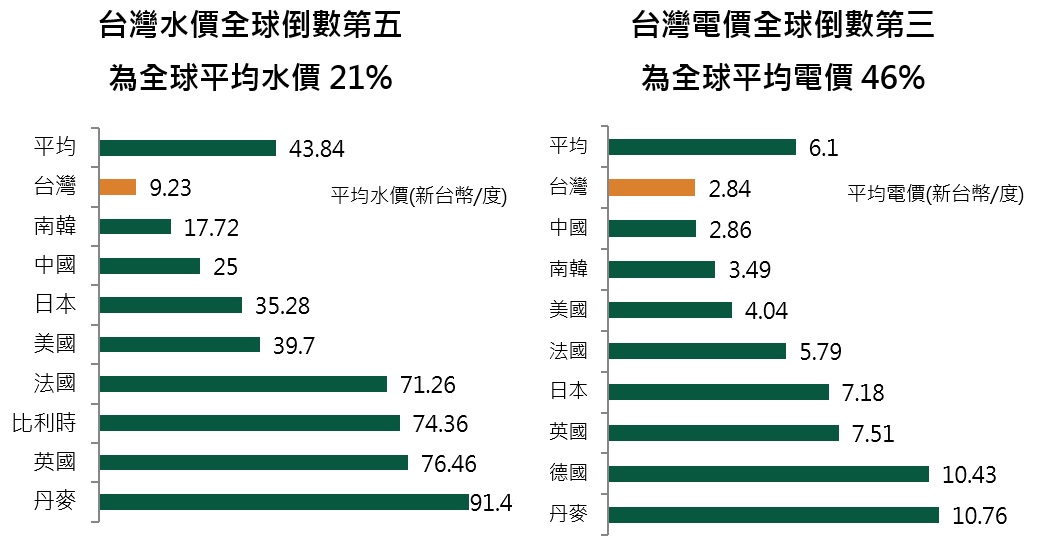 台灣水價全球倒數第五
為全球平均水價 21%
平均 43.84
台灣 9.23
平均水價(新台幣/度)
南韓 17.72
中國 25
日本 35.28
美國 39.7
法國 71.26
比利時 74.36
英國 76.46
丹麥 91.4
台灣電價全球倒數第三
為全球平均電價 46%
平均 6.1
台灣 2.84
平均電價(新台幣/度)
中國 2.86
南韓 3.49
美國 4.04
法國 5.79
日本 7.18
英國 7.51
德國 10.43
丹麥 10.76